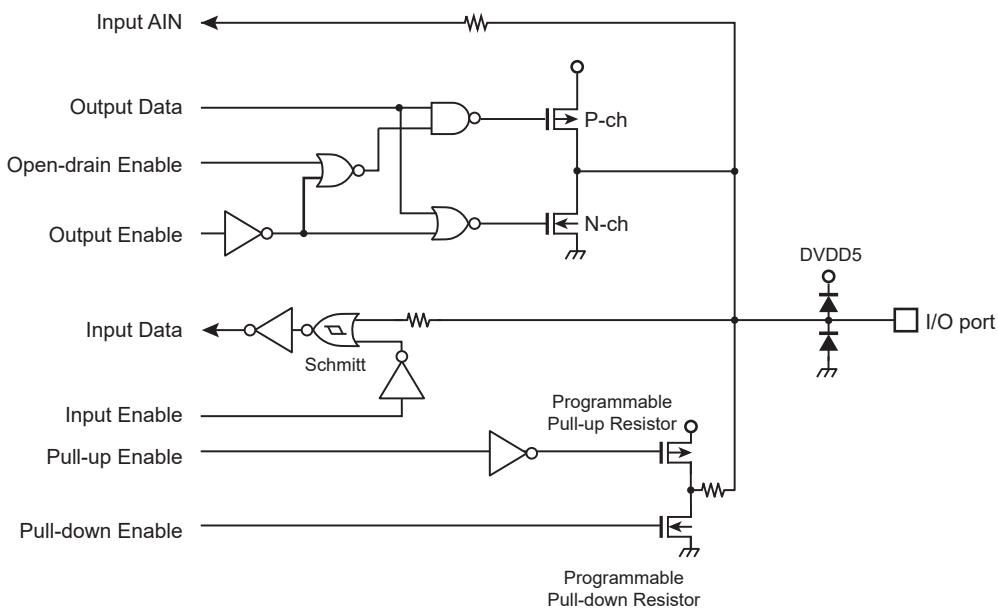 Input AIN
Output Data
P-ch
Open-drain Enable
N-ch
Output Enable
DVDD5
Input Data
I/O port
Schmitt
Input Enable
Programmable
Pull-up Resistor
Pull-up Enable
Pull-down Enable
Programmable
Pull-down Resistor